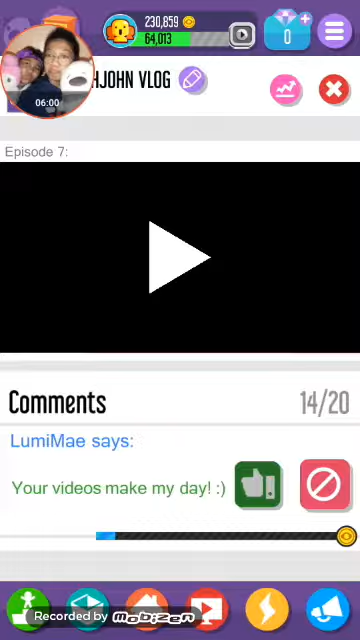 230,859
64,013
0
HJOHN VLOG
06:00
Episode 7:
Comments
14/20
LumiMae says:
Your videos make my day! :)
Recorded by mobizen